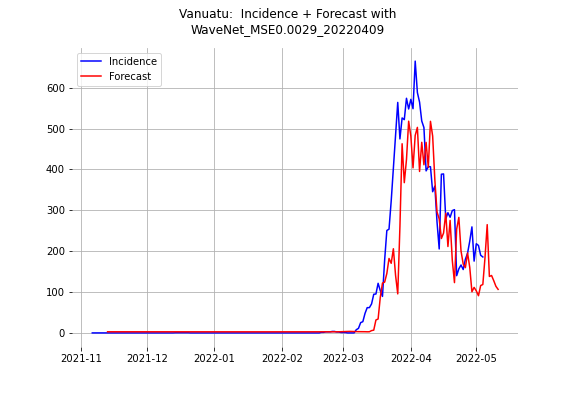 Vanuatu:  Incidence + Forecast with
WaveNet_MSE0.0029_20220409
Incidence
Forecast
600
500
400
300
200
100
0
2021-11 2021-12 2022-01 2022-02 2022-03 2022-04 2022-05